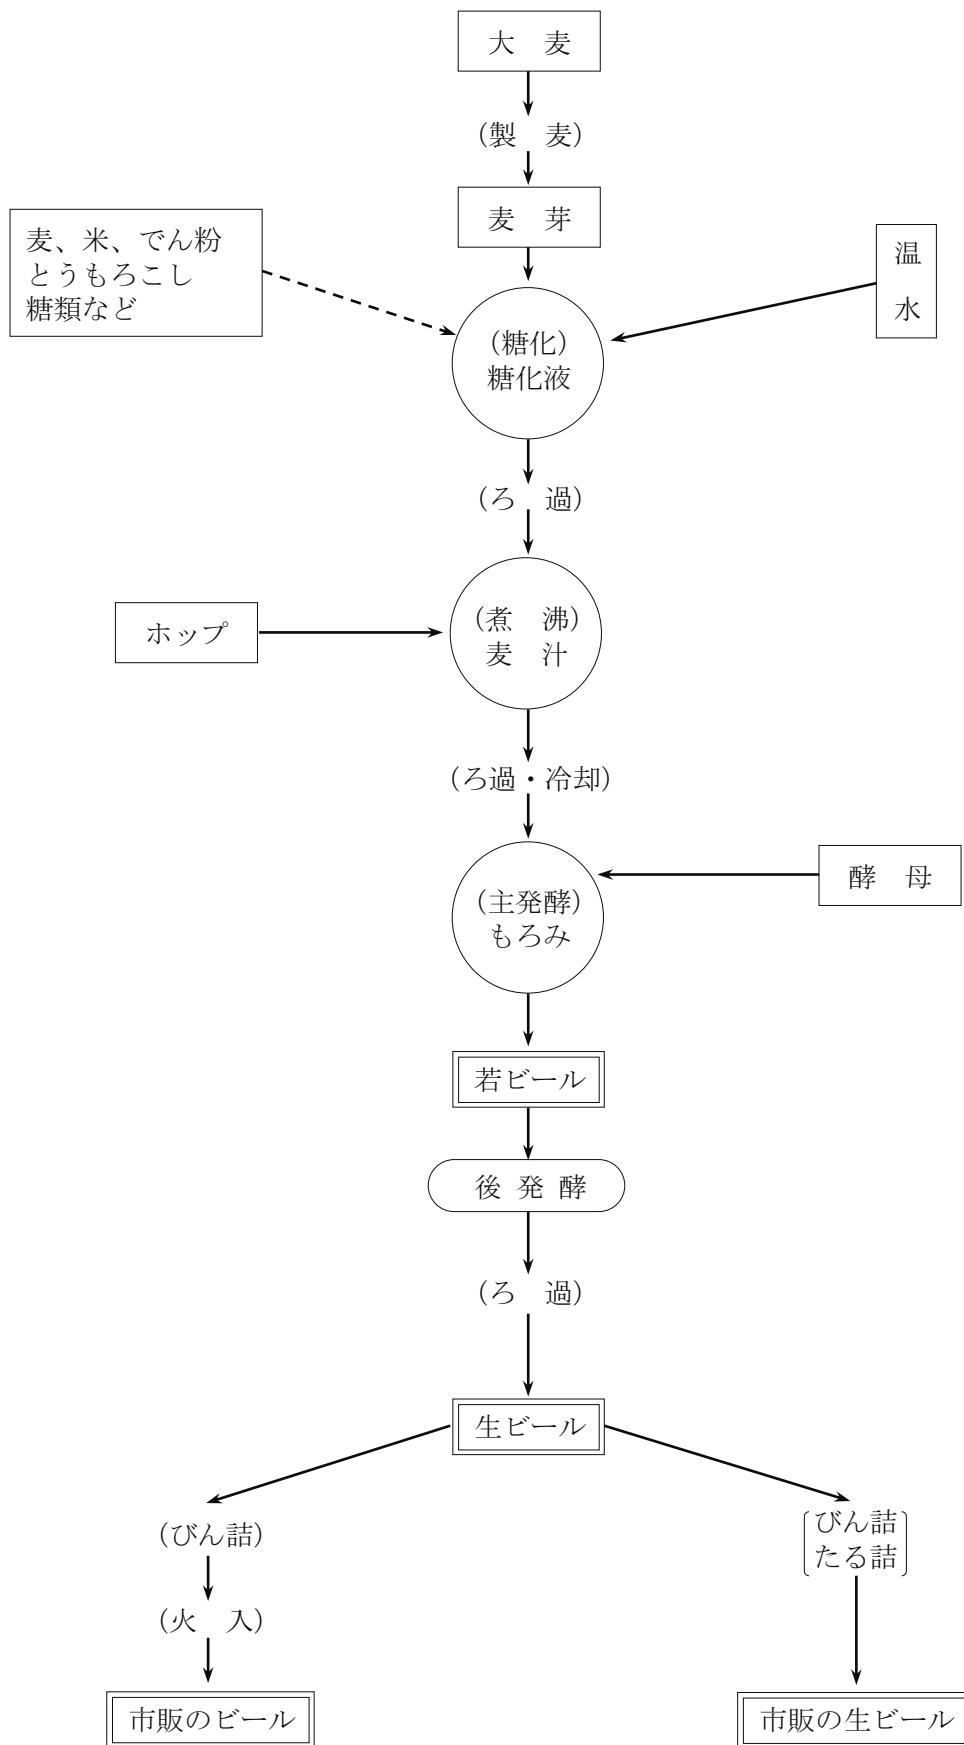 大　麦
（製　麦）
麦　芽
麦、米、でん粉
とうもろこし
糖類など
温
水
（糖化）
糖化液
（ろ　過）
ホップ
（煮　沸）
麦　汁
（ろ過・冷却）
酵　母
（主発酵）
もろみ
若ビール
後 発 酵
（ろ　過）
生ビール
（びん詰）
びん詰
たる詰
（火　入）
市販のビール
市販の生ビール